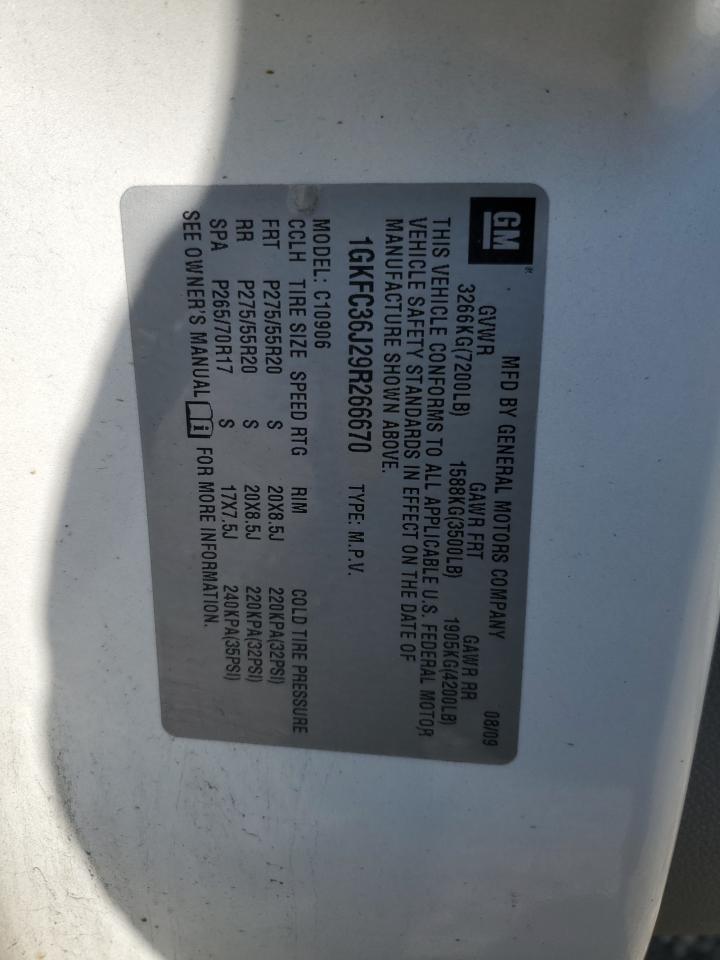 GM
MFD BY GENERAL MOTORS COMPANY 08/09
GVWR GAWR FRT GAWR RR
3266KG(7200LB) 1588KG(3500LB) 1905KG(4200LB)
THIS VEHICLE CONFORMS TO ALL APPLICABLE U.S. FEDERAL MOTOR
VEHICLE SAFETY STANDARDS IN EFFECT ON THE DATE OF
MANUFACTURE SHOWN ABOVE.
1GKFC36J29R266670 TYPE: M.P.V.
MODEL: C10906
CCLH TIRE SIZE SPEED RTG RIM COLD TIRE PRESSURE
FRT P275/55R20 S 20X8.5J 220KPA(32PSI)
RR P275/55R20 S 20X8.5J 220KPA(32PSI)
SPA P265/70R17 S 17X7.5J 240KPA(35PSI)
SEE OWNER'S MANUAL FOR MORE INFORMATION.